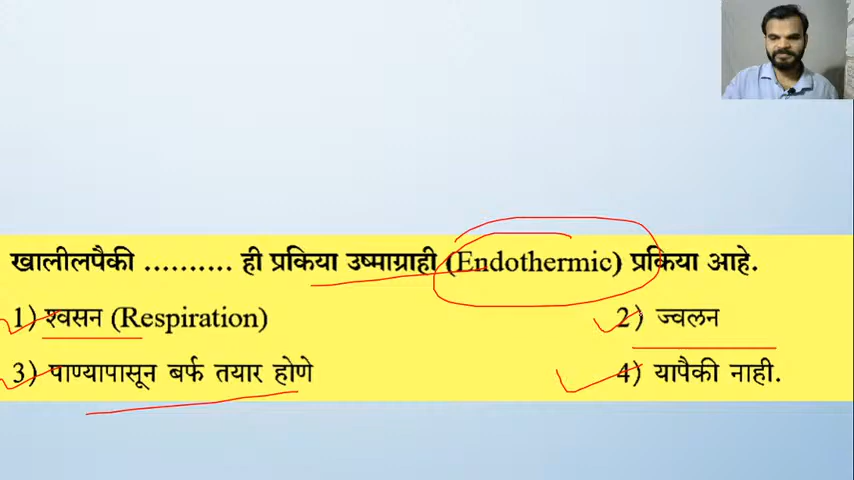 खालीलपैकी .......... ही प्रकिया उष्माग्राही (Endothermic) प्रकिया आहे.
1) श्वसन (Respiration) 2) ज्वलन
3) पाण्यापासून बर्फ तयार होणे 4) यापैकी नाही.